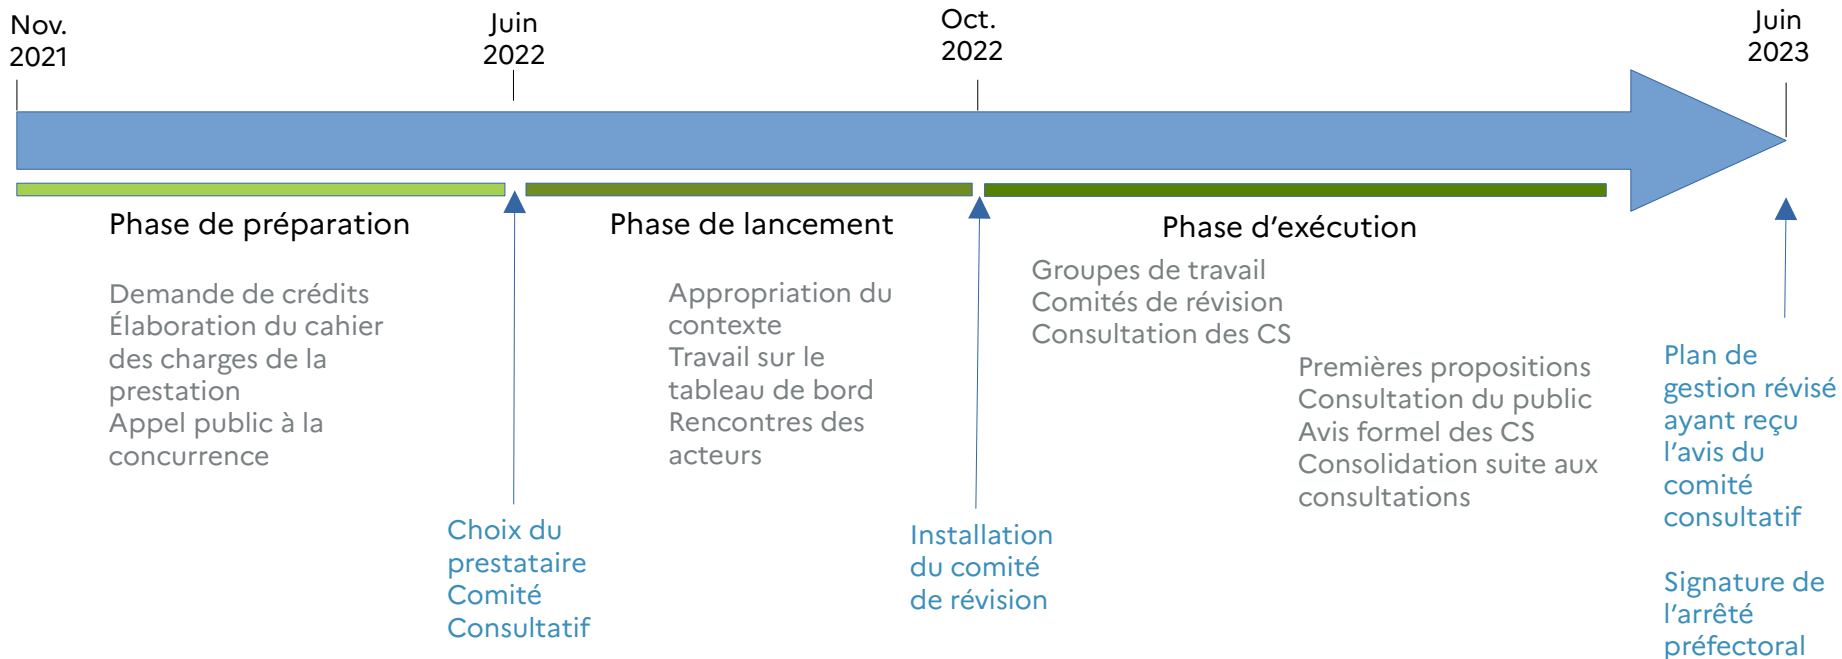 Nov.
2021
Juin
2022
Oct.
2022
Juin
2023
Phase de préparation
Demande de crédits
Élaboration du cahier
des charges de la
prestation
Appel public à la
concurrence
Choix du
prestataire
Comité
Consultatif
Phase de lancement
Appropriation du
contexte
Travail sur le
tableau de bord
Rencontres des
acteurs
Installation
du comité
de révision
Phase d’exécution
Groupes de travail
Comités de révision
Consultation des CS
Premières propositions
Consultation du public
Avis formel des CS
Consolidation suite aux
consultations
Plan de
gestion révisé
ayant reçu
l’avis du
comité
consultatif
Signature de
l’arrêté
préfectoral